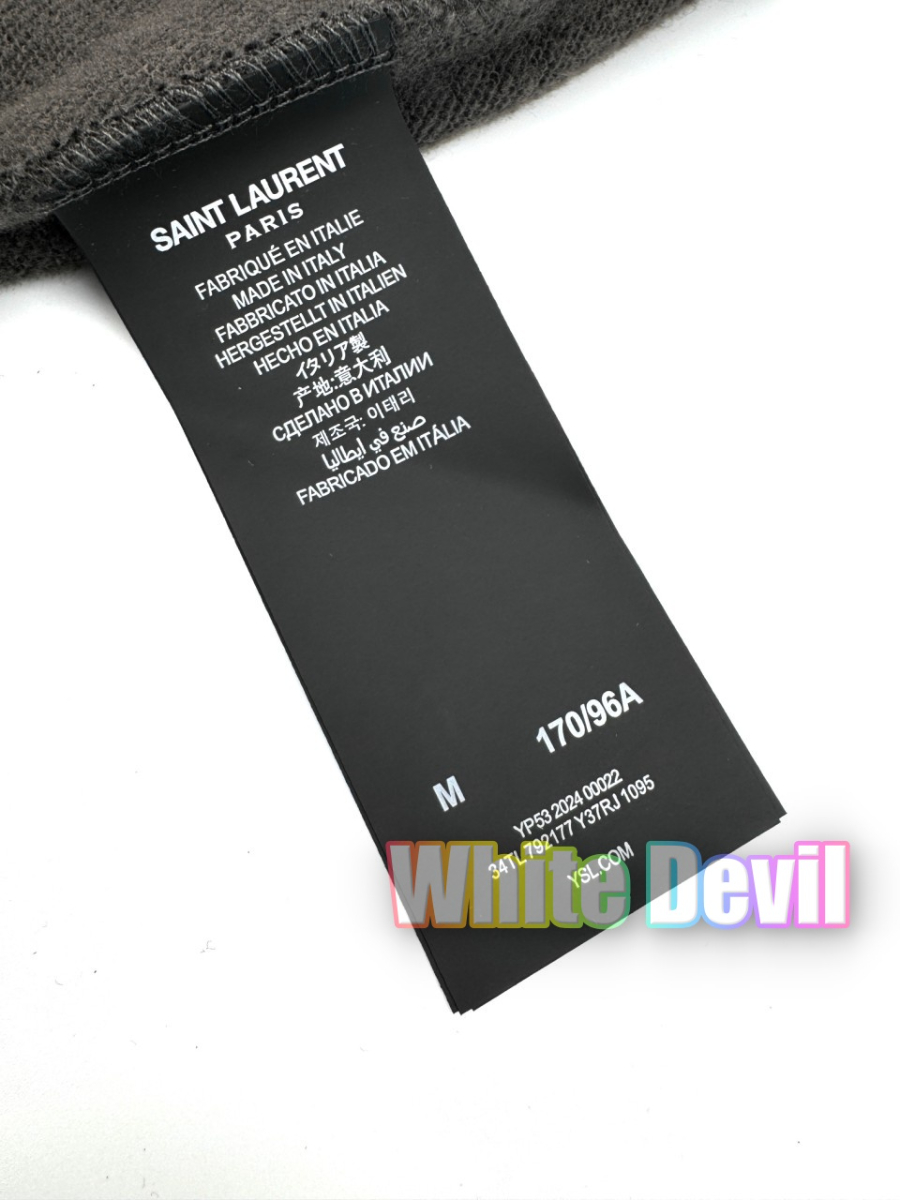 SAINT LAURENT
PARIS
FABRIQUÉ EN ITALIE
MADE IN ITALY
FABBRICATO IN ITALIA
HERGESTELLT IN ITALIEN
HECHO EN ITALIA
イタリア製
产地:意大利
СДЕЛАНО В ИТАЛИИ
제조국: 이태리
صنع في ايطاليا
FABRICADO EM ITÁLIA
M 170/96A
YP53 2024 00022
34TL 792177 Y37RJ 1095
YSL.COM
White Devil